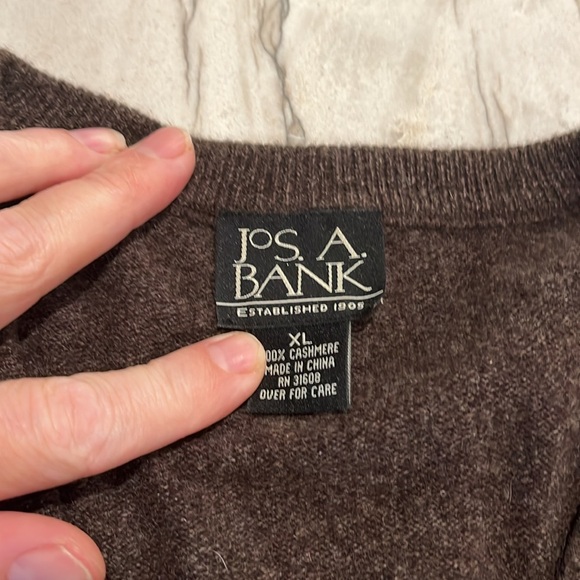 JOS. A.
BANK
ESTABLISHED 1905
XL
00% CASHMERE
MADE IN CHINA
RN 31608
OVER FOR CARE